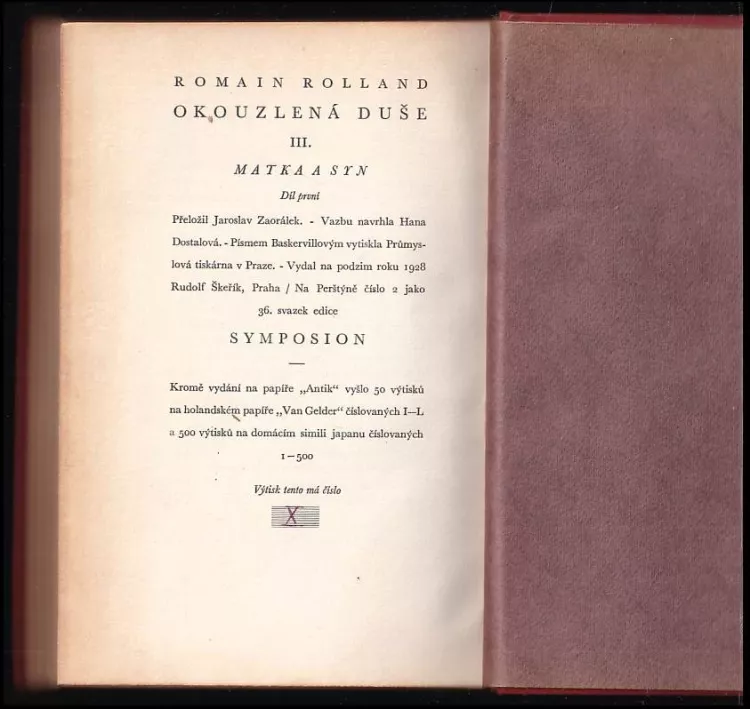 ROMAIN ROLLAND
OKOUZLENÁ DUŠE
III.
MATKA A SYN
Díl první
Přeložil Jaroslav Zaorálek. - Vazbu navrhla Hana
Dostalová. - Písmem Baskervillovým vytiskla Průmys-
lová tiskárna v Praze. - Vydal na podzim roku 1928
Rudolf Škeřík, Praha / Na Perštýně číslo 2 jako
36. svazek edice
SYMPOSION
—
Kromě vydání na papíře „Antik“ vyšlo 50 výtisků
na holandském papíře „Van Gelder“ číslovaných I—L
a 500 výtisků na domácím simili japanu číslovaných
1—500
Výtisk tento má číslo
X